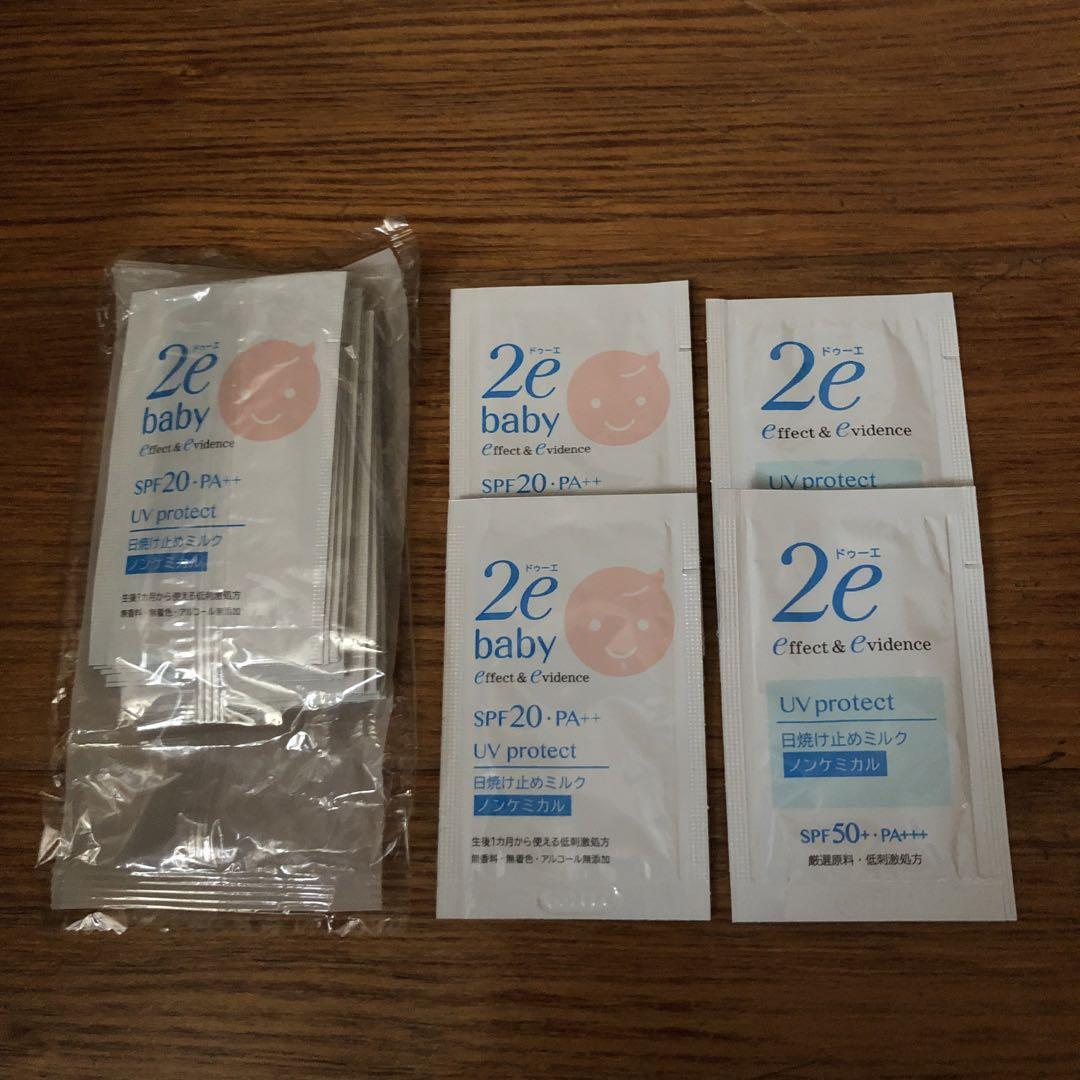 ドゥーエ
2e
baby
effect & evidence
SPF20・PA++
UV protect
日焼け止めミルク
ノンケミカル
生後1カ月から使える低刺激処方
無香料・無着色・アルコール無添加
ドゥーエ
2e
baby
effect & evidence
SPF20・PA++
ドゥーエ
2e
baby
effect & evidence
SPF20・PA++
UV protect
日焼け止めミルク
ノンケミカル
生後1カ月から使える低刺激処方
無香料・無着色・アルコール無添加
ドゥーエ
2e
effect & evidence
UV protect
ドゥーエ
2e
effect & evidence
UV protect
日焼け止めミルク
ノンケミカル
SPF50+・PA+++
厳選原料・低刺激処方